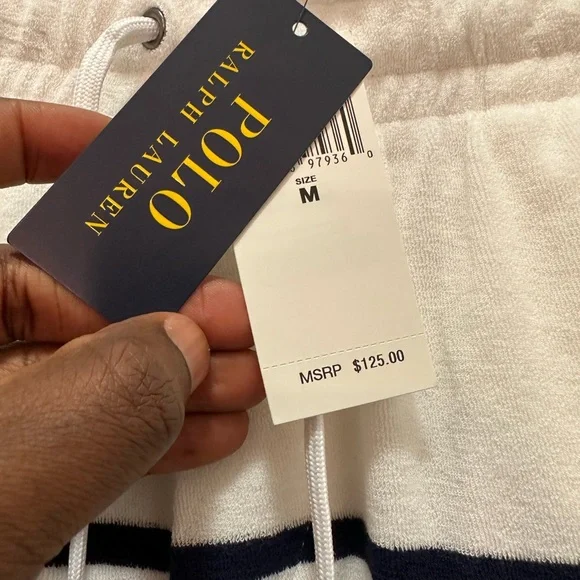 POLO
RALPH LAUREN
97936 0
SIZE
M
MSRP $125.00